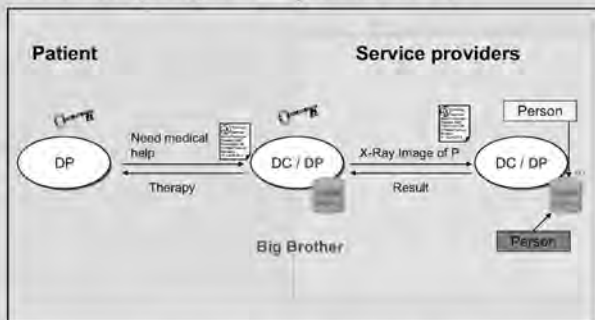 Patient
Service providers
Person
Need medical
help
X-Ray Image of P
DP
DC / DP
DC / DP
Therapy
Result
Big Brother
Person